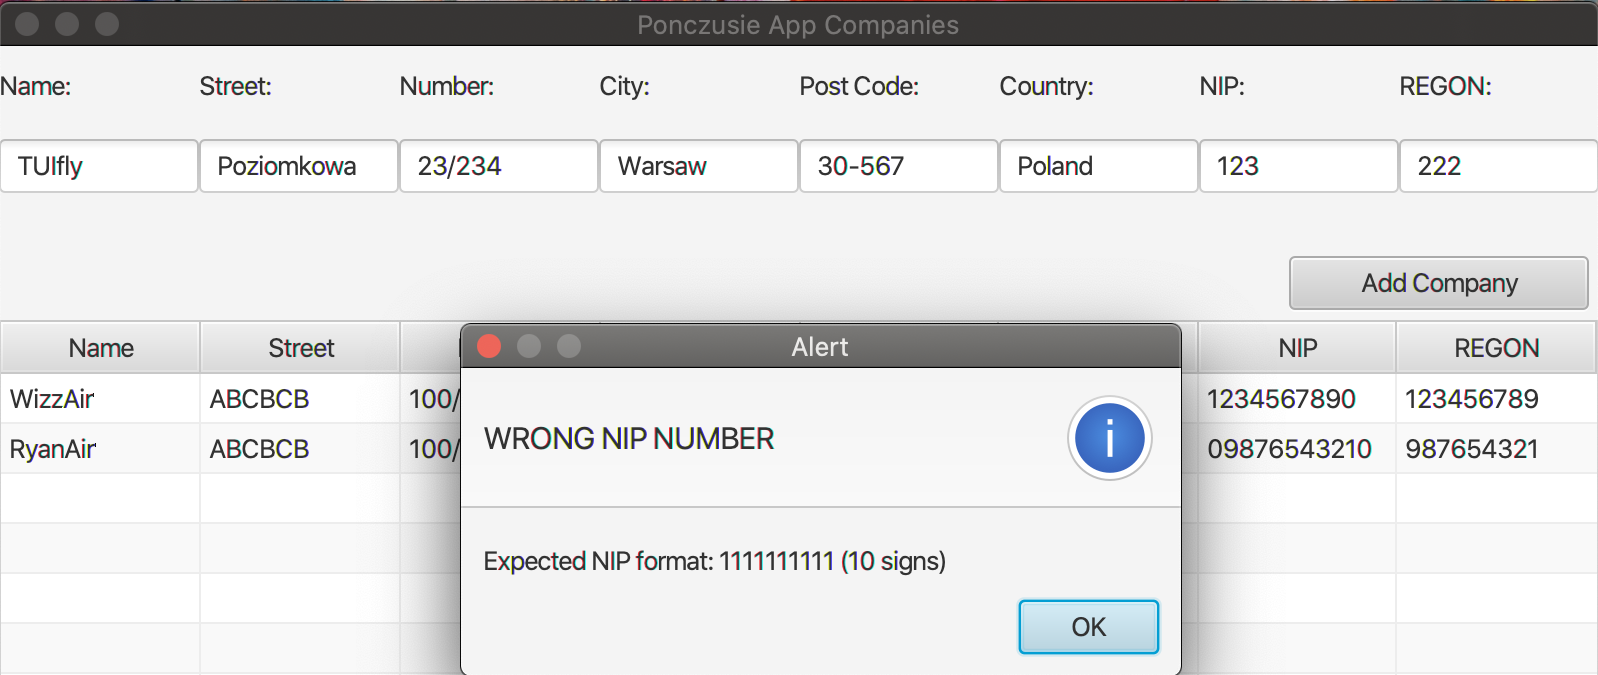 Ponczusie App Companies
Name: Street: Number: City: Post Code: Country: NIP: REGON:
TUIfly Poziomkowa 23/234 Warsaw 30-567 Poland 123 222
Add Company
Name Street NIP REGON
WizzAir ABCBCB 100/ 1234567890 123456789
RyanAir ABCBCB 100/ 09876543210 987654321
Alert
WRONG NIP NUMBER
Expected NIP format: 1111111111 (10 signs)
OK